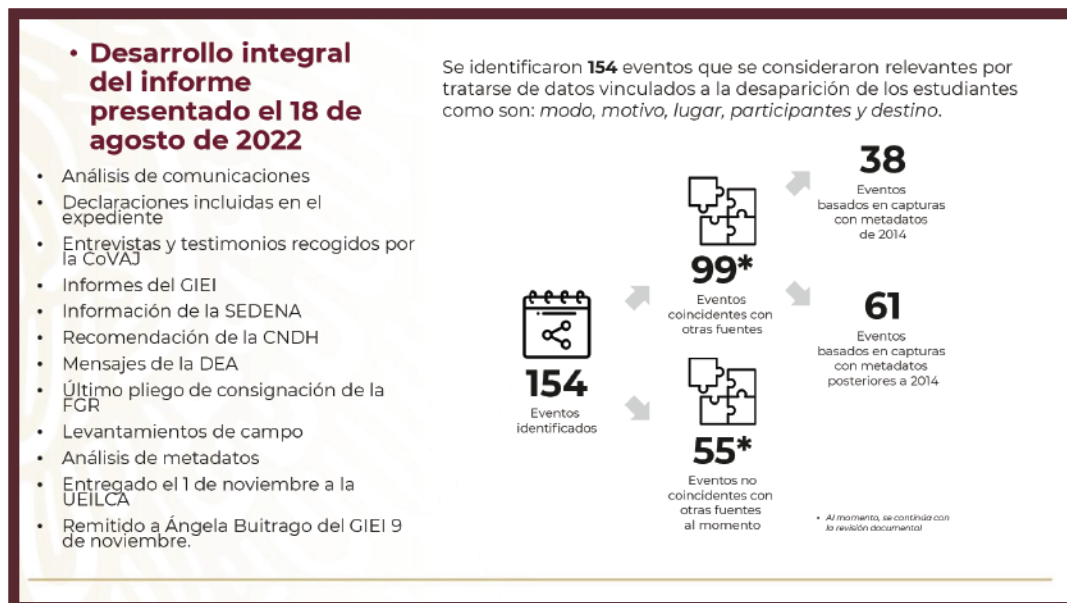 • Desarrollo integral
del informe
presentado el 18 de
agosto de 2022
• Análisis de comunicaciones
• Declaraciones incluidas en el
expediente
• Entrevistas y testimonios recogidos por
la CoVAJ
• Informes del GIEI
• Información de la SEDENA
• Recomendación de la CNDH
• Mensajes de la DEA
• Último pliego de consignación de la
FGR
• Levantamientos de campo
• Análisis de metadatos
• Entregado el 1 de noviembre a la
UEILCA
• Remitido a Ángela Buitrago del GIEI 9
de noviembre.
Se identificaron 154 eventos que se consideraron relevantes por
tratarse de datos vinculados a la desaparición de los estudiantes
como son: modo, motivo, lugar, participantes y destino.
154
Eventos
identificados
99*
Eventos
coincidentes con
otras fuentes
55*
Eventos no
coincidentes con
otras fuentes
al momento
38
Eventos
basados en capturas
con metadatos
de 2014
61
Eventos
basados en capturas
con metadatos
posteriores a 2014
• Al momento, se continúa con
la revisión documental